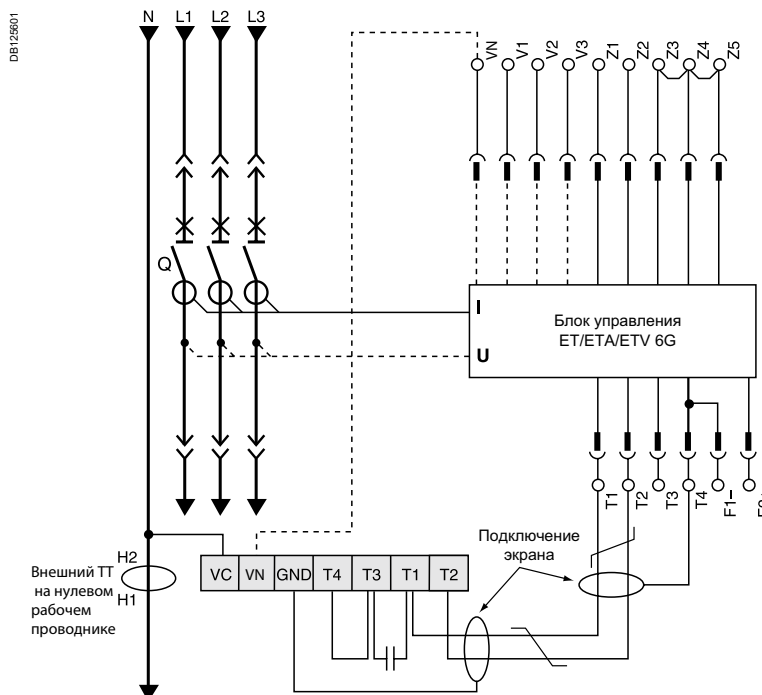 DB125601
N L1 L2 L3
VN V1 V2 V3 Z1 Z2 Z3 Z4 Z5
Q
I
Блок управления
ET/ETA/ETV 6G
U
T1 T2 T3 T4 F1–
Подключение
экрана
H2
Внешний ТТ
на нулевом
H1
рабочем
проводнике
VC VN GND T4 T3 T1 T2